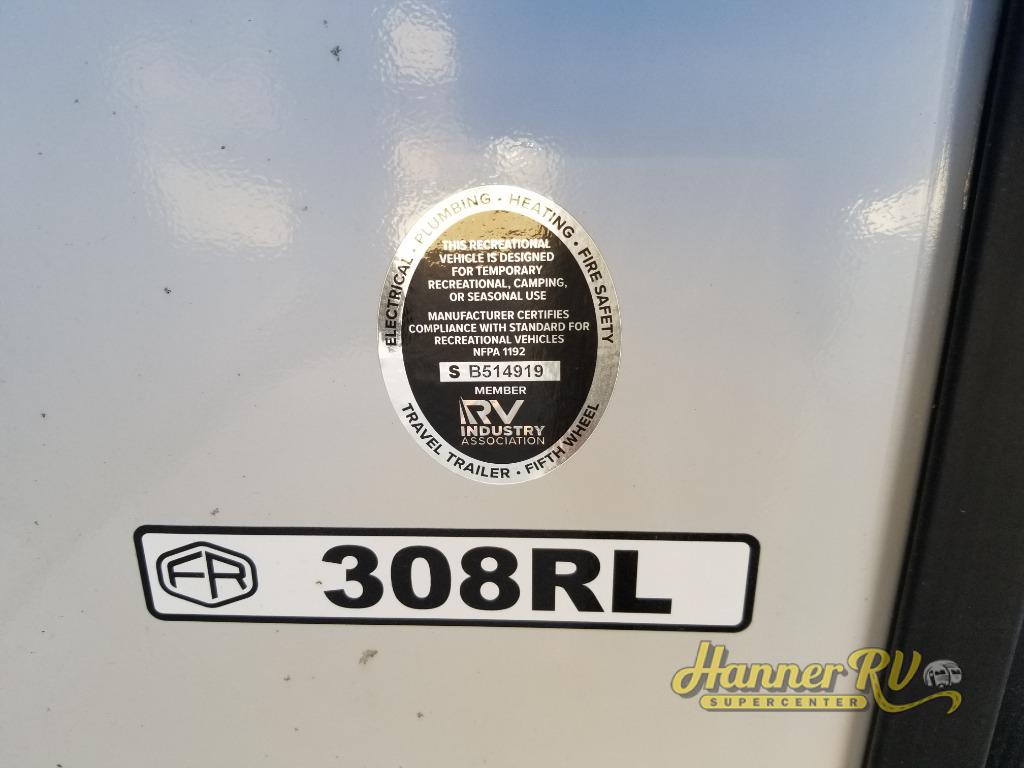 ELECTRICAL • PLUMBING • HEATING • FIRE SAFETY
THIS RECREATIONAL
VEHICLE IS DESIGNED
FOR TEMPORARY
RECREATIONAL, CAMPING,
OR SEASONAL USE
MANUFACTURER CERTIFIES
COMPLIANCE WITH STANDARD FOR
RECREATIONAL VEHICLES
NFPA 1192
S B514919
MEMBER
RV
INDUSTRY
ASSOCIATION
TRAVEL TRAILER • FIFTH WHEEL
FR 308RL
Hanner RV
SUPERCENTER